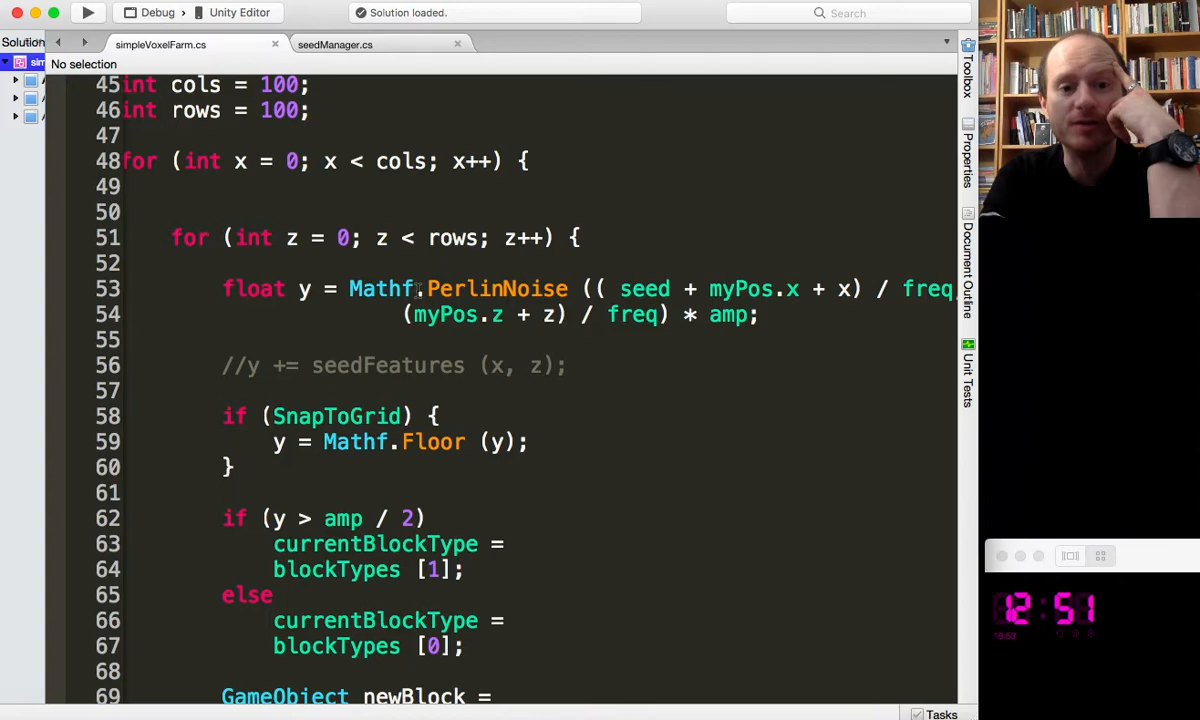 Debug › Unity Editor
Solution loaded.
Search
Solution
simpleVoxelFarm.cs
seedManager.cs
sim
No selection
45 int cols = 100;
46 int rows = 100;
47
48 for (int x = 0; x < cols; x++) {
49
50
51 for (int z = 0; z < rows; z++) {
52
53 float y = Mathf.PerlinNoise (( seed + myPos.x + x) / freq,
54 (myPos.z + z) / freq) * amp;
55
56 //y += seedFeatures (x, z);
57
58 if (SnapToGrid) {
59 y = Mathf.Floor (y);
60 }
61
62 if (y > amp / 2)
63 currentBlockType =
64 blockTypes [1];
65 else
66 currentBlockType =
67 blockTypes [0];
68
69 GameObject newBlock =
Toolbox
Properties
Document Outline
Unit Tests
Tasks
12:51